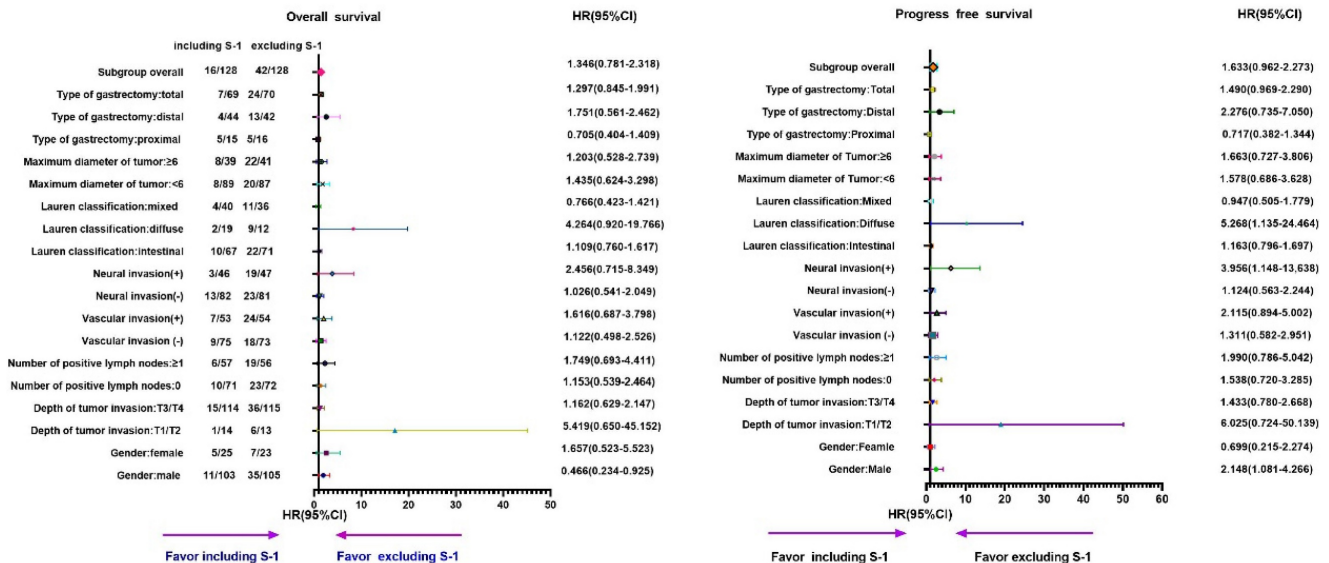 Overall survival HR(95%CI)
including S-1 excluding S-1
Subgroup overall 16/128 42/128 1.346(0.781-2.318)
Type of gastrectomy:total 7/69 24/70 1.297(0.845-1.991)
Type of gastrectomy:distal 4/44 13/42 1.751(0.561-2.462)
Type of gastrectomy:proximal 5/15 5/16 0.705(0.404-1.409)
Maximum diameter of tumor:≥6 8/39 22/41 1.203(0.528-2.739)
Maximum diameter of tumor:<6 8/89 20/87 1.435(0.624-3.298)
Lauren classification:mixed 4/40 11/36 0.766(0.423-1.421)
Lauren classification:diffuse 2/19 9/12 4.264(0.920-19.766)
Lauren classification:intestinal 10/67 22/71 1.109(0.760-1.617)
Neural invasion(+) 3/46 19/47 2.456(0.715-8.349)
Neural invasion(-) 13/82 23/81 1.026(0.541-2.049)
Vascular invasion(+) 7/53 24/54 1.616(0.687-3.798)
Vascular invasion (-) 9/75 18/73 1.122(0.498-2.526)
Number of positive lymph nodes:≥1 6/57 19/56 1.749(0.693-4.411)
Number of positive lymph nodes:0 10/71 23/72 1.153(0.539-2.464)
Depth of tumor invasion:T3/T4 15/114 36/115 1.162(0.629-2.147)
Depth of tumor invasion:T1/T2 1/14 6/13 5.419(0.650-45.152)
Gender:female 5/25 7/23 1.657(0.523-5.523)
Gender:male 11/103 35/105 0.466(0.234-0.925)
0 10 20 30 40 50
HR(95%CI)
Favor including S-1 Favor excluding S-1
Progress free survival HR(95%CI)
Subgroup overall 1.633(0.962-2.273)
Type of gastrectomy:Total 1.490(0.969-2.290)
Type of gastrectomy:Distal 2.276(0.735-7.050)
Type of gastrectomy:Proximal 0.717(0.382-1.344)
Maximum diameter of Tumor:≥6 1.663(0.727-3.806)
Maximum diameter of Tumor:<6 1.578(0.686-3.628)
Lauren classification:Mixed 0.947(0.505-1.779)
Lauren classification:Diffuse 5.268(1.135-24.464)
Lauren classification:Intestinal 1.163(0.796-1.697)
Neural invasion(+) 3.956(1.148-13,638)
Neural invasion(-) 1.124(0.563-2.244)
Vascular invasion(+) 2.115(0.894-5.002)
Vascular invasion (-) 1.311(0.582-2.951)
Number of positive lymph nodes:≥1 1.990(0.786-5.042)
Number of positive lymph nodes:0 1.538(0.720-3.285)
Depth of tumor invasion:T3/T4 1.433(0.780-2.668)
Depth of tumor invasion:T1/T2 6.025(0.724-50.139)
Gender:Feamle 0.699(0.215-2.274)
Gender:Male 2.148(1.081-4.266)
0 10 20 30 40 50 60
HR(95%CI)
Favor including S-1 Favor excluding S-1